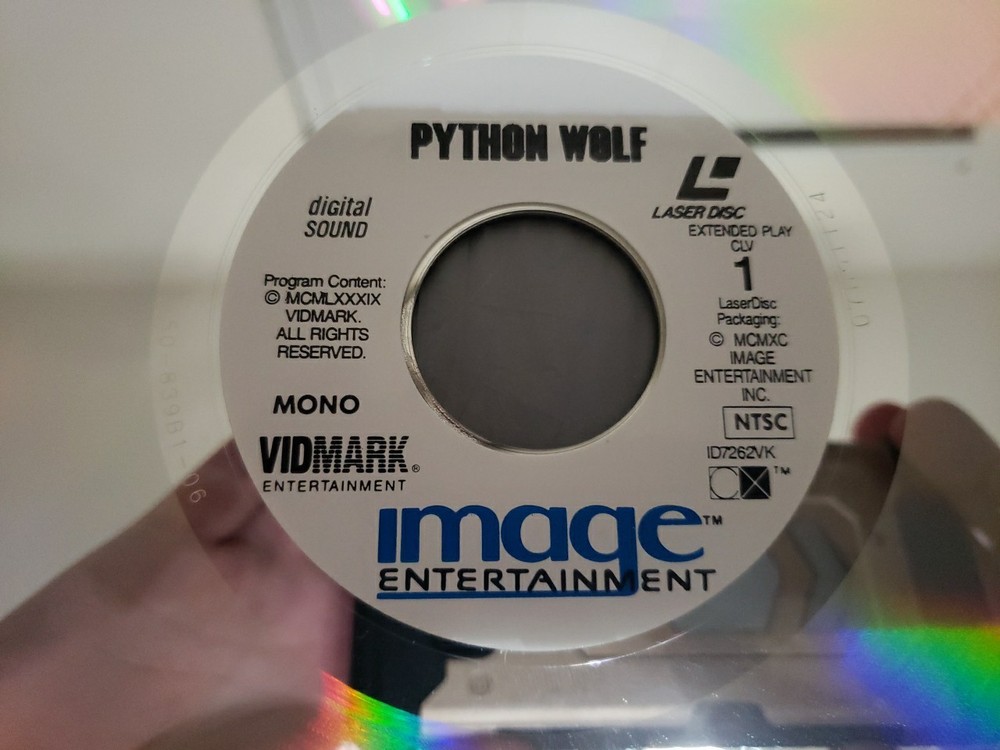 PYTHON WOLF
digital
SOUND
LASER DISC
EXTENDED PLAY
CLV
1
Program Content:
© MCMLXXXIX
VIDMARK.
ALL RIGHTS
RESERVED.
LaserDisc
Packaging:
© MCMXC
IMAGE
ENTERTAINMENT
INC.
MONO
NTSC
VIDMARK®
ENTERTAINMENT
ID7262VK
CX™
image™
ENTERTAINMENT